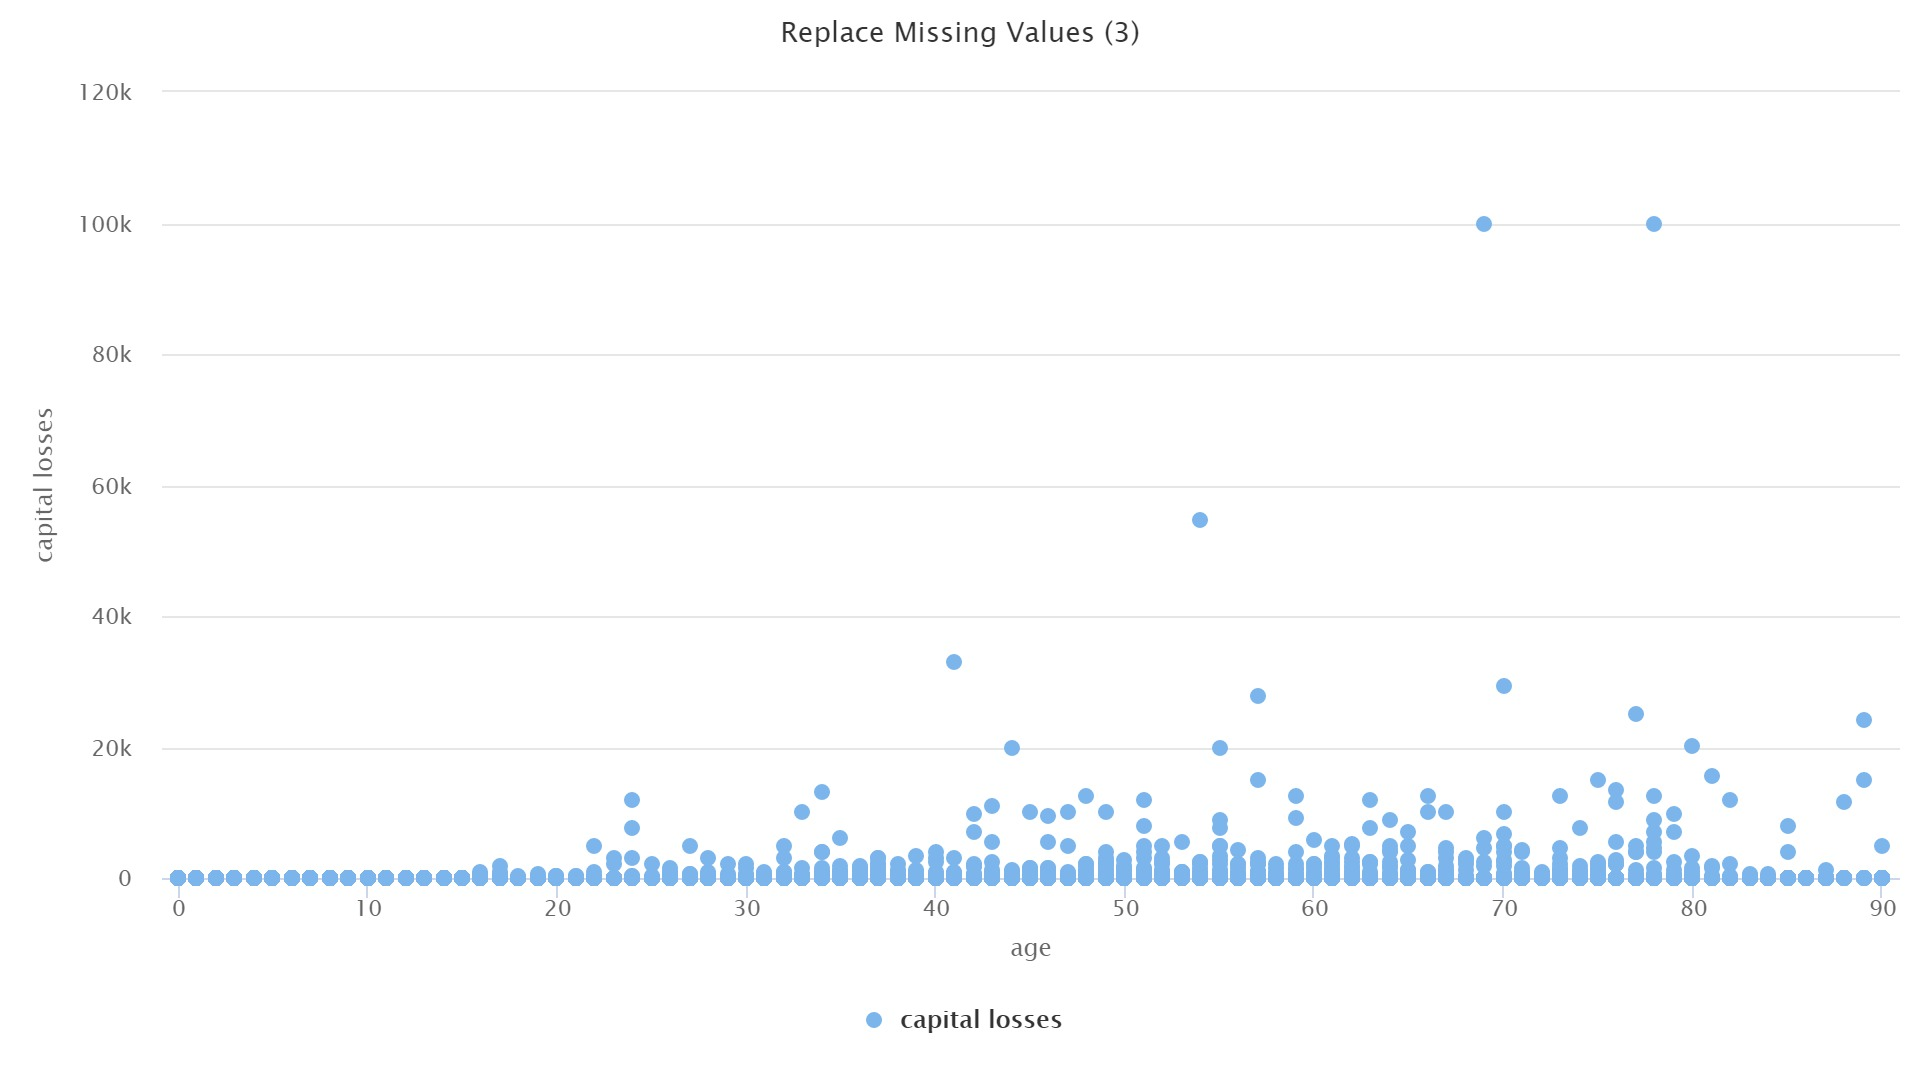 Replace Missing Values (3)
120k
100k
80k
60k
40k
20k
0
capital losses
0 10 20 30 40 50 60 70 80 90
age
capital losses